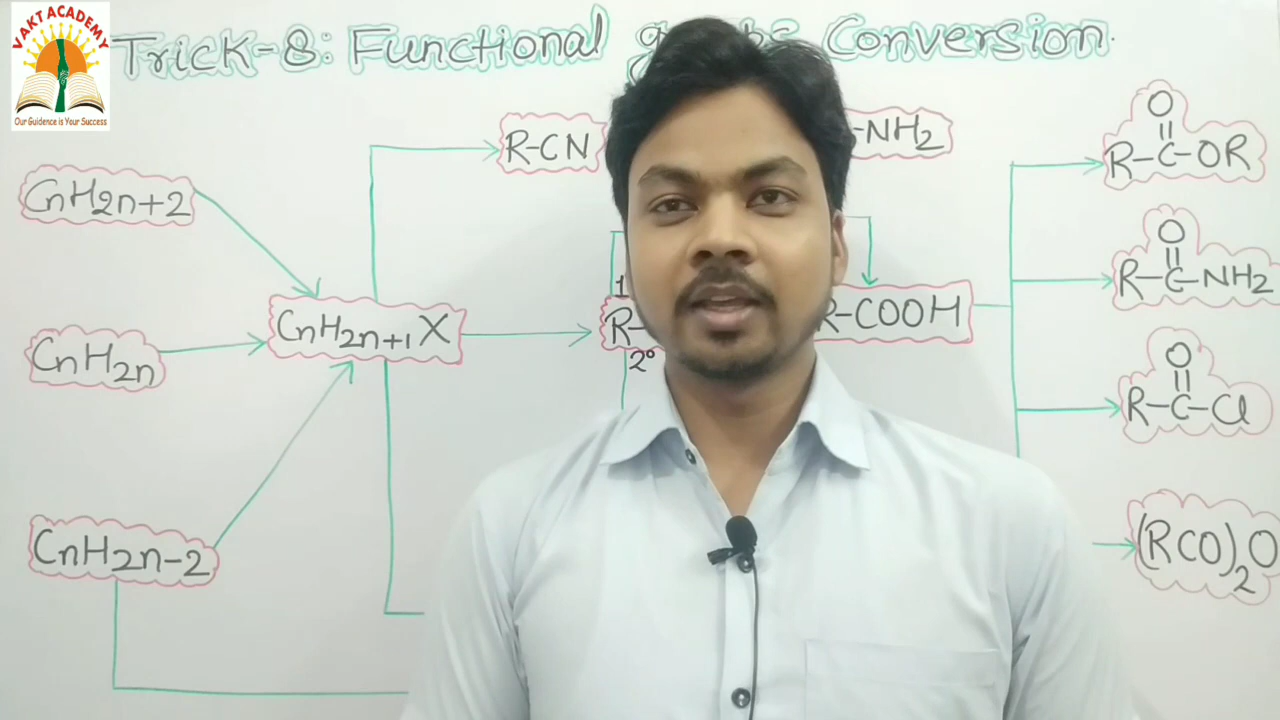 VAKT ACADEMY
Our Guidence is Your Success
Trick-8: Functional Conversion.
R-CN
-NH2
CnH2n+2
CnH2n
CnH2n-2
CnH2n+1X
1
R-
2°
R-COOH
O
R-C-OR
O
R-C-NH2
O
R-C-Cl
(RCO)2O